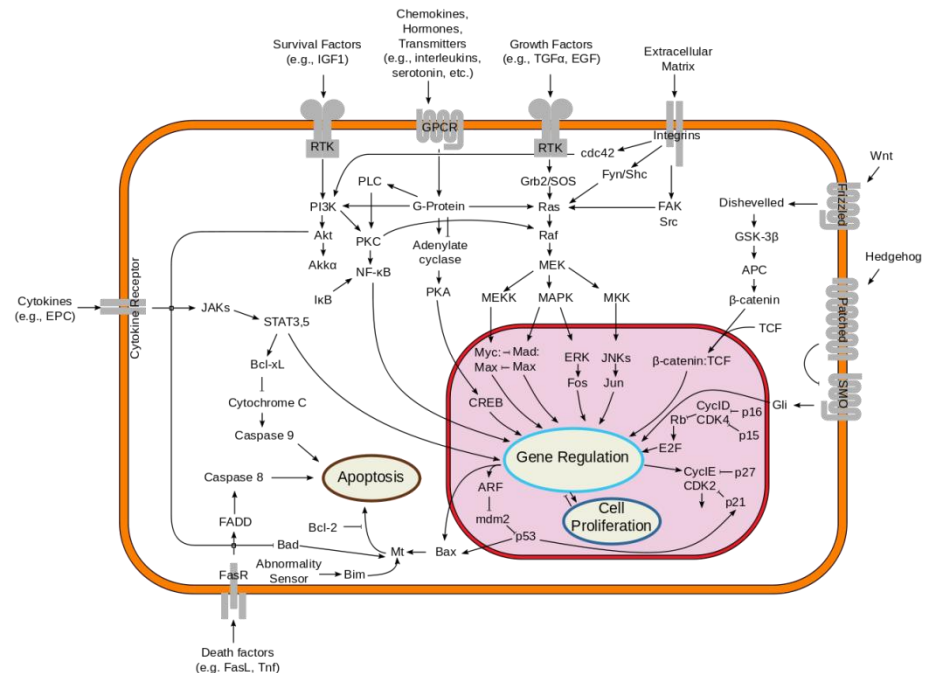 Chemokines,
Hormones,
Transmitters
(e.g., interleukins,
serotonin, etc.)
Survival Factors
(e.g., IGF1)
Growth Factors
(e.g., TGFα, EGF)
Extracellular
Matrix
RTK
GPCR
RTK
Integrins
cdc42
Fyn/Shc
Wnt
Frizzled
PLC
Grb2/SOS
PI3K
G-Protein
Ras
FAK
Src
Dishevelled
Akt
PKC
Adenylate
cyclase
Raf
GSK-3β
Akkα
NF-κB
MEK
APC
Hedgehog
Patched
IκB
PKA
MEKK
MAPK
MKK
β-catenin
Cytokines
(e.g., EPC)
Cytokine Receptor
JAKs
STAT3,5
TCF
Bcl-xL
Myc:
Max
Mad:
Max
ERK
Fos
JNKs
Jun
β-catenin:TCF
SMO
Gli
Cytochrome C
CREB
CyclD
CDK4
p16
p15
Rb
E2F
Caspase 9
Gene Regulation
Caspase 8
Apoptosis
CyclE
CDK2
p27
p21
ARF
Cell
Proliferation
FADD
Bcl-2
mdm2
p53
Bad
Mt
Bax
FasR
Abnormality
Sensor
Bim
Death factors
(e.g. FasL, Tnf)